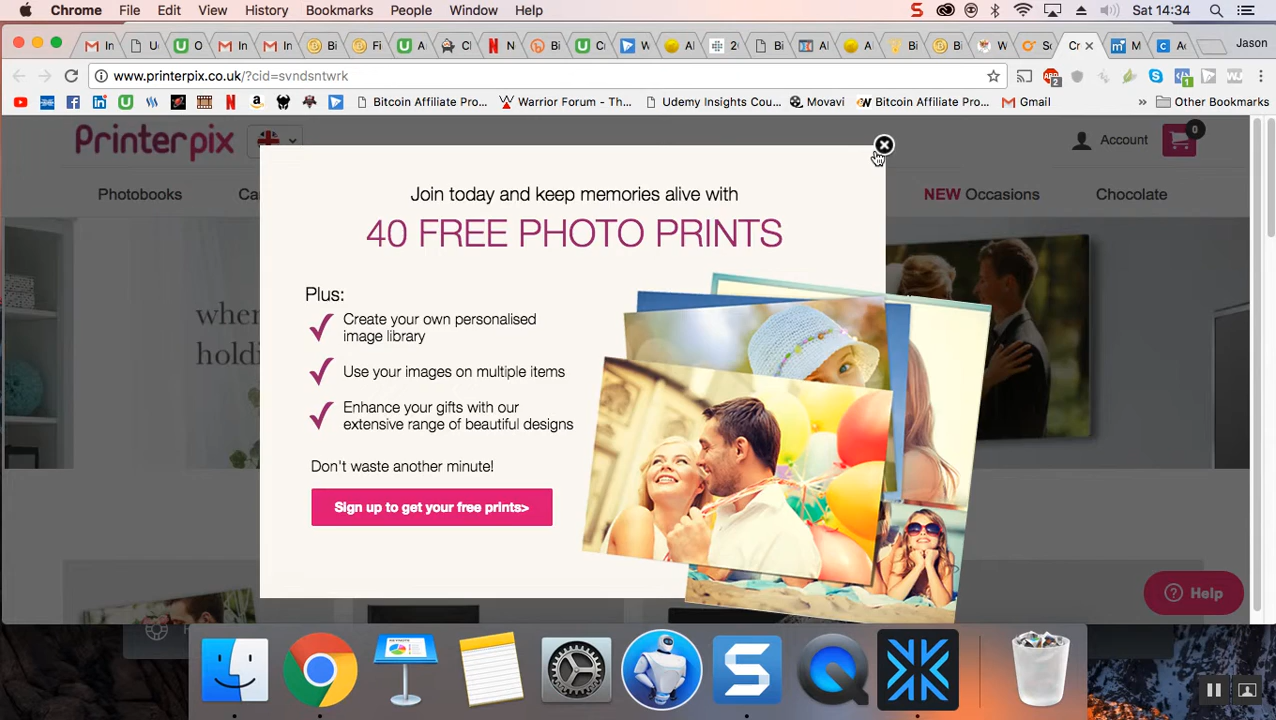 Chrome File Edit View History Bookmarks People Window Help Sat 14:34
Jason
www.printerpix.co.uk/?cid=svndsntwrk
Bitcoin Affiliate Pro... Warrior Forum - Th... Udemy Insights Cou... Movavi Bitcoin Affiliate Pro... Gmail » Other Bookmarks
Printerpix Account 0
Photobooks Ca NEW Occasions Chocolate
Join today and keep memories alive with
40 FREE PHOTO PRINTS
Plus:
Create your own personalised
image library
Use your images on multiple items
Enhance your gifts with our
extensive range of beautiful designs
Don't waste another minute!
Sign up to get your free prints>
when
holdi
Help